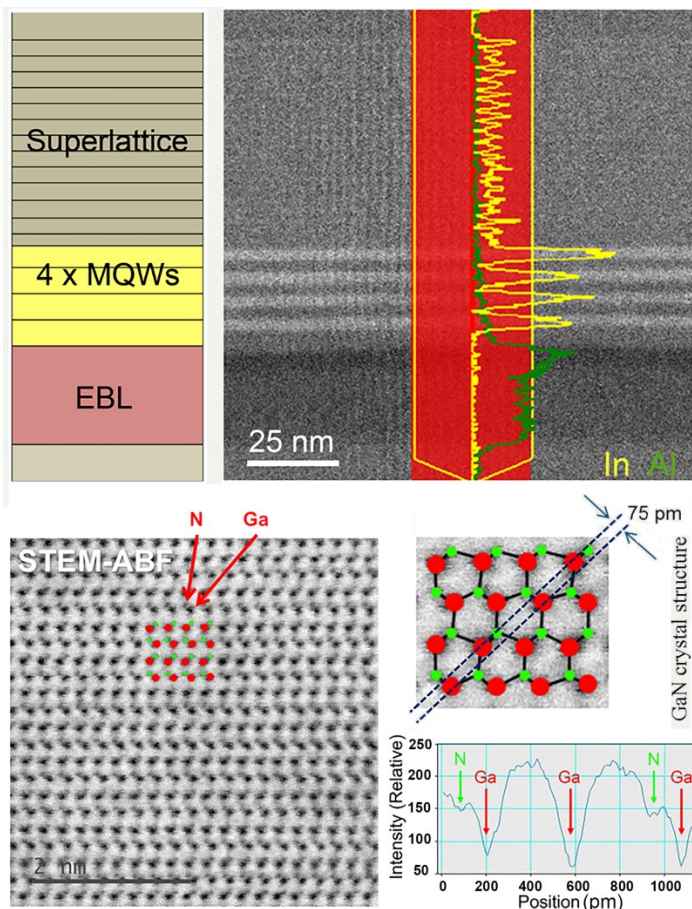 Superlattice
4 x MQWs
EBL
25 nm
In Al
N Ga
STEM-ABF
2 nm
75 pm
GaN crystal structure
Intensity (Relative)
250
200
150
100
50
N Ga Ga N Ga
0 200 400 600 800 1000
Position (pm)